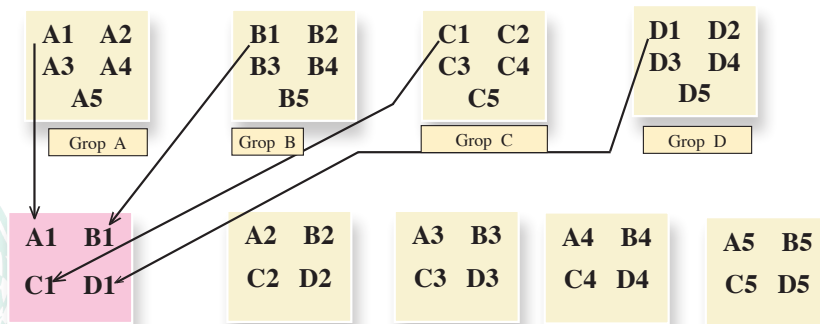 A1 A2
A3 A4
A5
B1 B2
B3 B4
B5
C1 C2
C3 C4
C5
D1 D2
D3 D4
D5
Grop A
Grop B
Grop C
Grop D
A1 B1
C1 D1
A2 B2
C2 D2
A3 B3
C3 D3
A4 B4
C4 D4
A5 B5
C5 D5